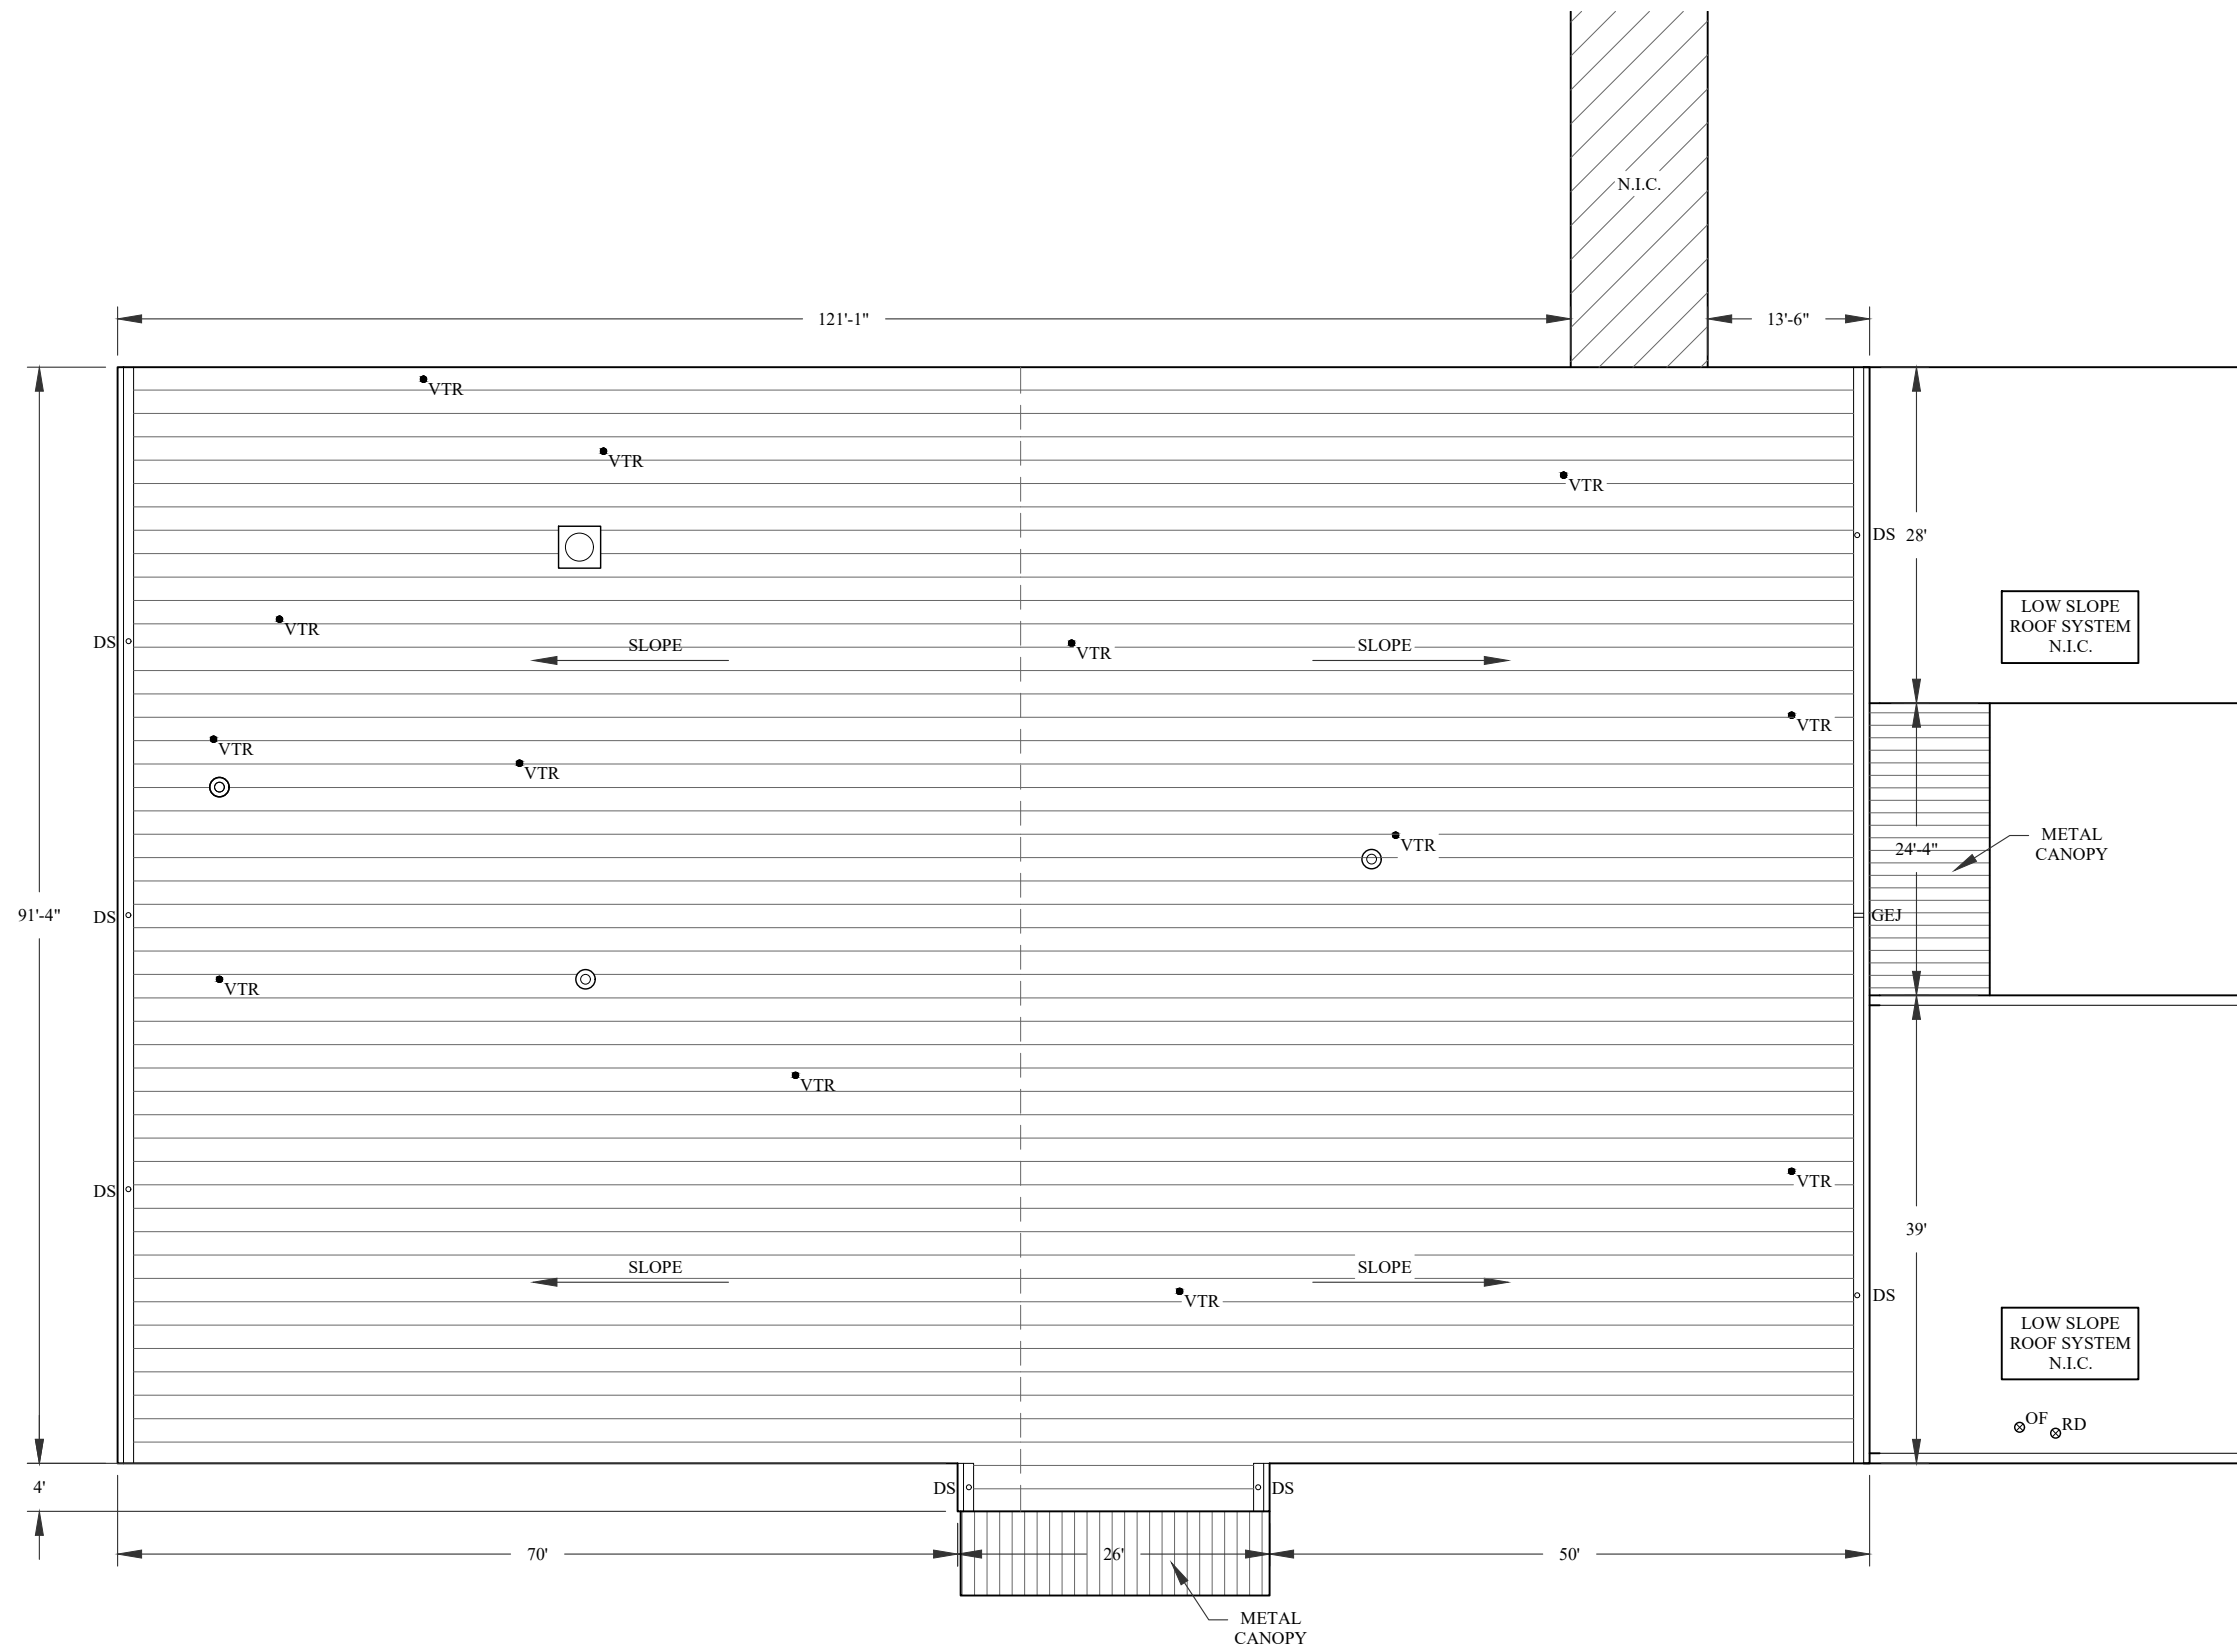 N.I.C.
121'-1"
13'-6"
VTR
VTR
VTR
DS
28'
LOW SLOPE
ROOF SYSTEM
N.I.C.
VTR
DS
SLOPE
SLOPE
VTR
VTR
VTR
VTR
VTR
METAL
CANOPY
24'-4"
91'-4"
DS
GEJ
VTR
VTR
VTR
DS
39'
SLOPE
SLOPE
VTR
DS
LOW SLOPE
ROOF SYSTEM
N.I.C.
OF
RD
4'
DS
DS
70'
26'
50'
METAL
CANOPY